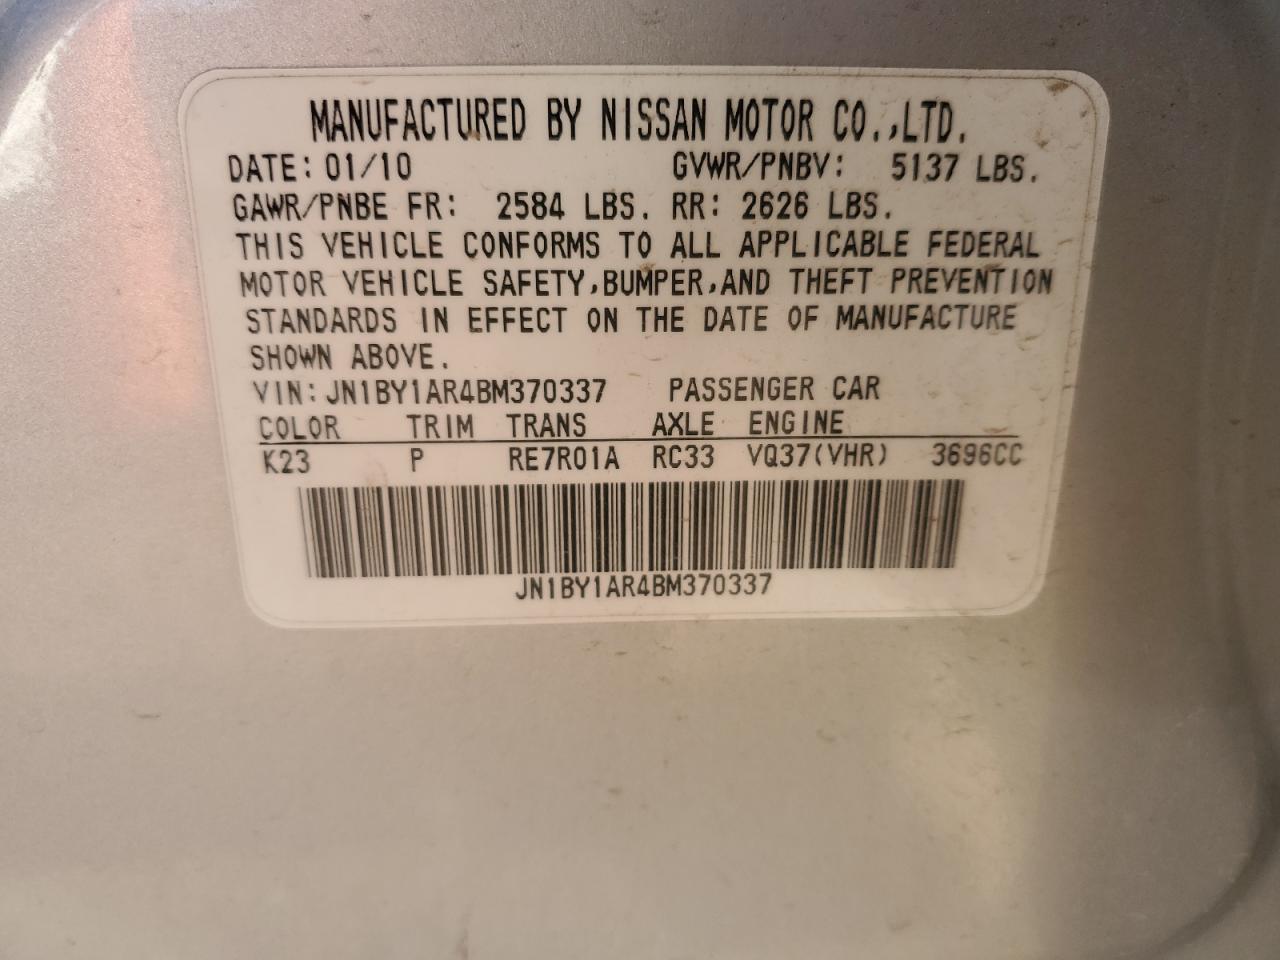 MANUFACTURED BY NISSAN MOTOR CO.,LTD.
DATE: 01/10 GVWR/PNBV: 5137 LBS.
GAWR/PNBE FR: 2584 LBS. RR: 2626 LBS.
THIS VEHICLE CONFORMS TO ALL APPLICABLE FEDERAL
MOTOR VEHICLE SAFETY,BUMPER,AND THEFT PREVENTION
STANDARDS IN EFFECT ON THE DATE OF MANUFACTURE
SHOWN ABOVE.
VIN:JN1BY1AR4BM370337 PASSENGER CAR
COLOR TRIM TRANS AXLE ENGINE
K23 P RE7R01A RC33 VQ37(VHR) 3696CC
JN1BY1AR4BM370337